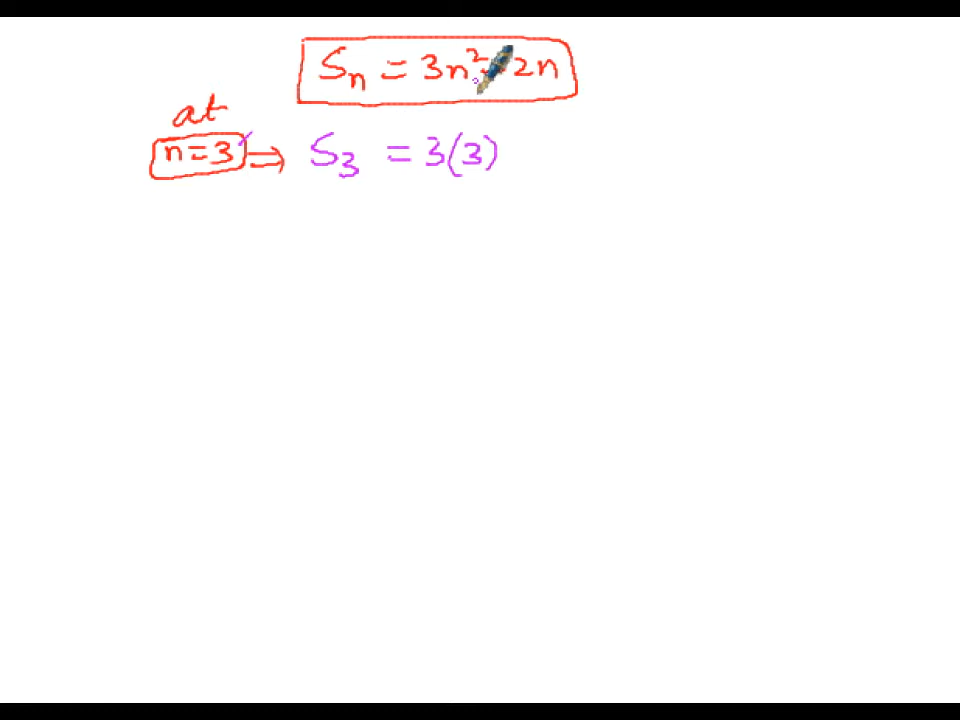 Sₙ = 3n² 2n
at
n=3 ⇒ S₃ = 3(3)